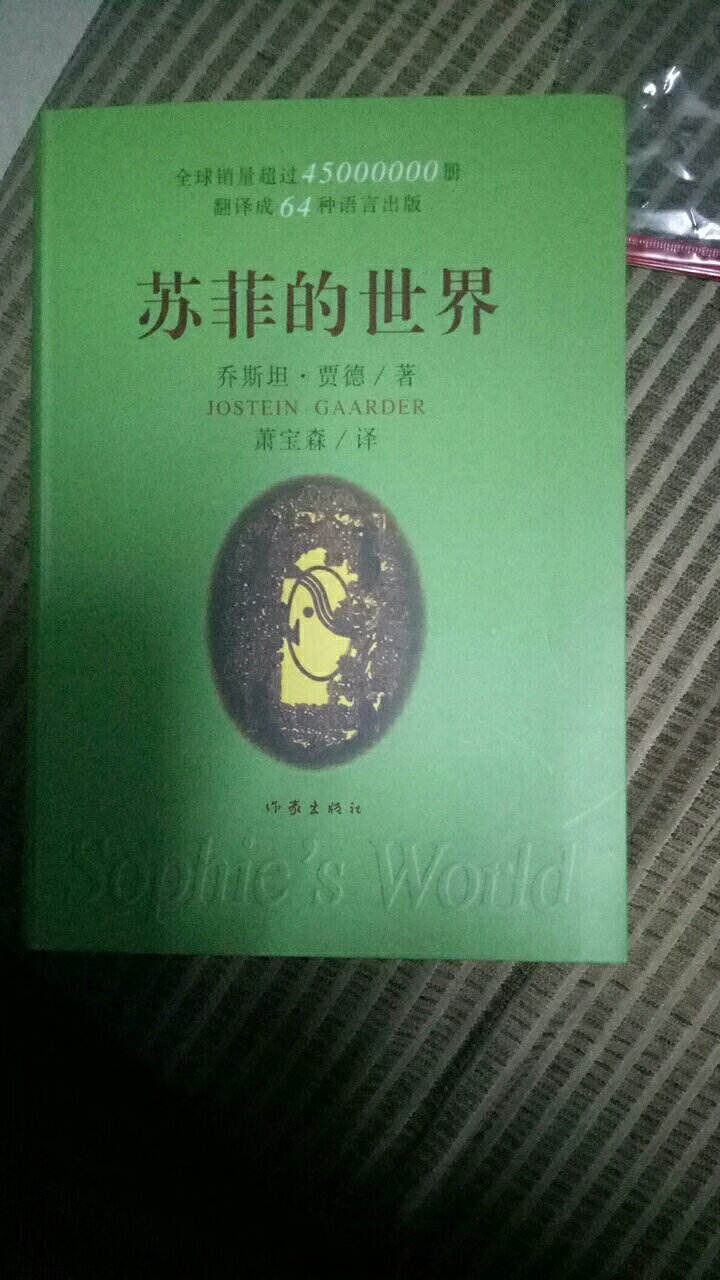 全球销量超过45000000册
翻译成64种语言出版
苏菲的世界
乔斯坦·贾德/著
JOSTEIN GAARDER
萧宝森/译
作家出版社
Sophie's World